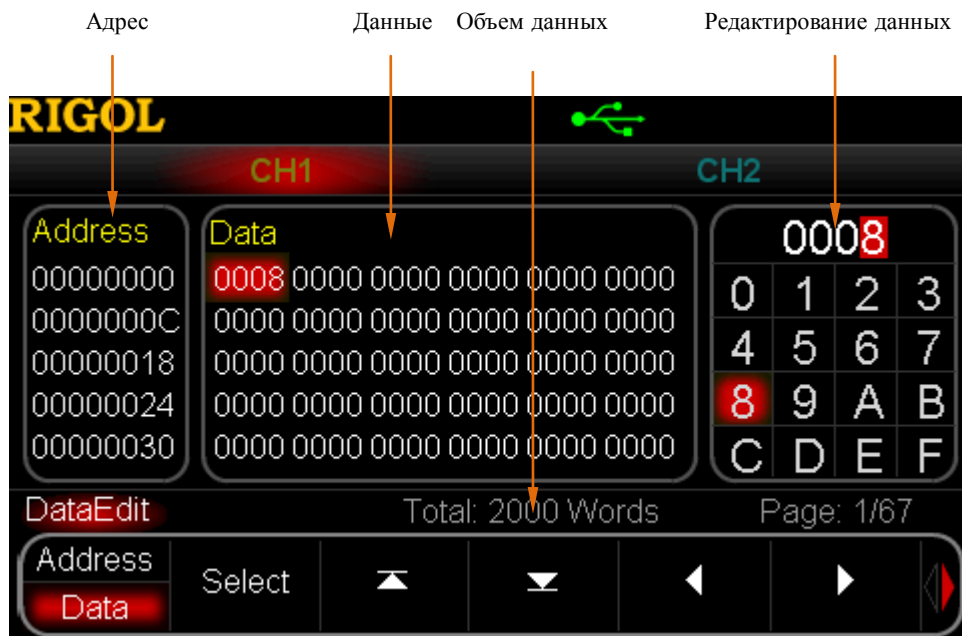 Адрес Данные Объем данных Редактирование данных
RIGOL
CH1 CH2
Address Data 0008
00000000 0008 0000 0000 0000 0000 0000
0000000C 0000 0000 0000 0000 0000 0000
00000018 0000 0000 0000 0000 0000 0000
00000024 0000 0000 0000 0000 0000 0000
00000030 0000 0000 0000 0000 0000 0000
0 1 2 3
4 5 6 7
8 9 A B
C D E F
DataEdit Total: 2000 Words Page: 1/67
Address
Data
Select